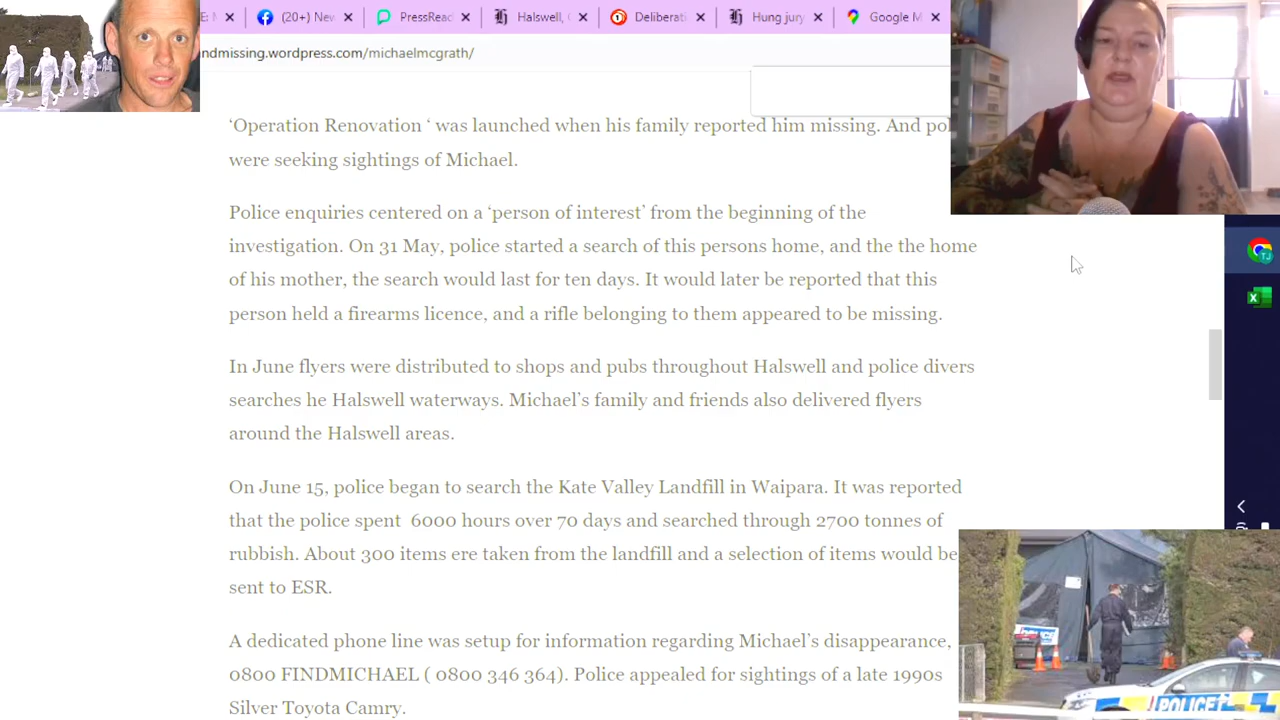 (20+) Nev
PressRead
Halswell, C
Deliberati
Hung jury
Google M
ndmissing.wordpress.com/michaelmcgrath/
‘Operation Renovation ‘ was launched when his family reported him missing. And pol
were seeking sightings of Michael.
Police enquiries centered on a ‘person of interest’ from the beginning of the
investigation. On 31 May, police started a search of this persons home, and the the home
of his mother, the search would last for ten days. It would later be reported that this
person held a firearms licence, and a rifle belonging to them appeared to be missing.
In June flyers were distributed to shops and pubs throughout Halswell and police divers
searches he Halswell waterways. Michael’s family and friends also delivered flyers
around the Halswell areas.
On June 15, police began to search the Kate Valley Landfill in Waipara. It was reported
that the police spent 6000 hours over 70 days and searched through 2700 tonnes of
rubbish. About 300 items ere taken from the landfill and a selection of items would be
sent to ESR.
A dedicated phone line was setup for information regarding Michael’s disappearance,
0800 FINDMICHAEL ( 0800 346 364). Police appealed for sightings of a late 1990s
Silver Toyota Camry.
POLICE